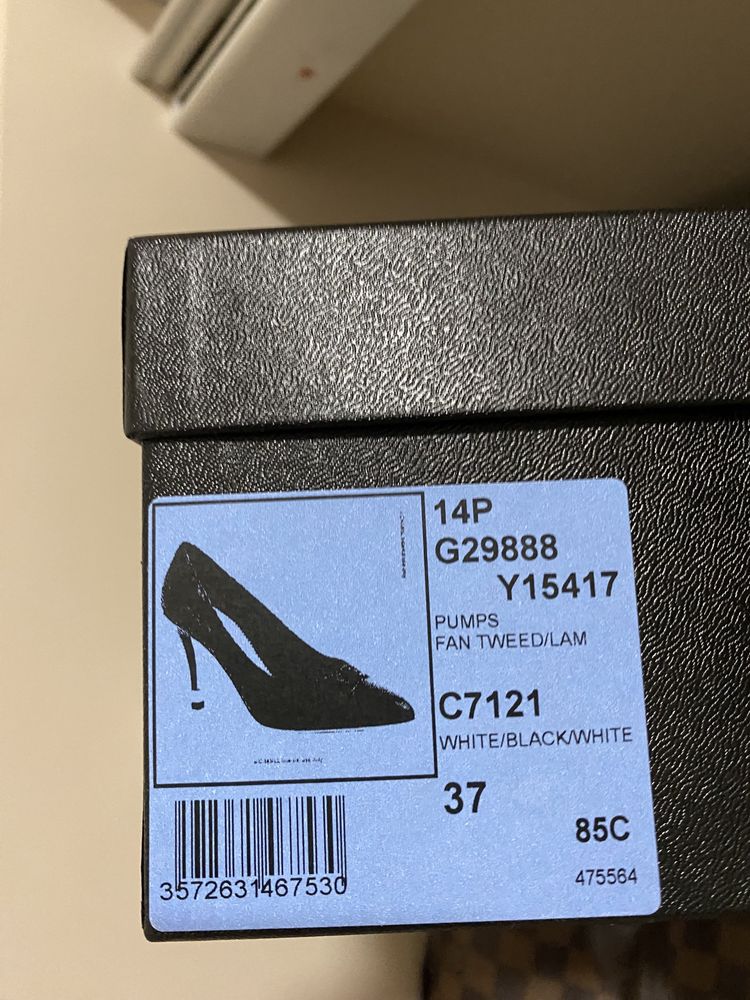 14P
G29888
Y15417
PUMPS
FAN TWEED/LAM
C7121
WHITE/BLACK/WHITE
37
85C
475564
3572631467530